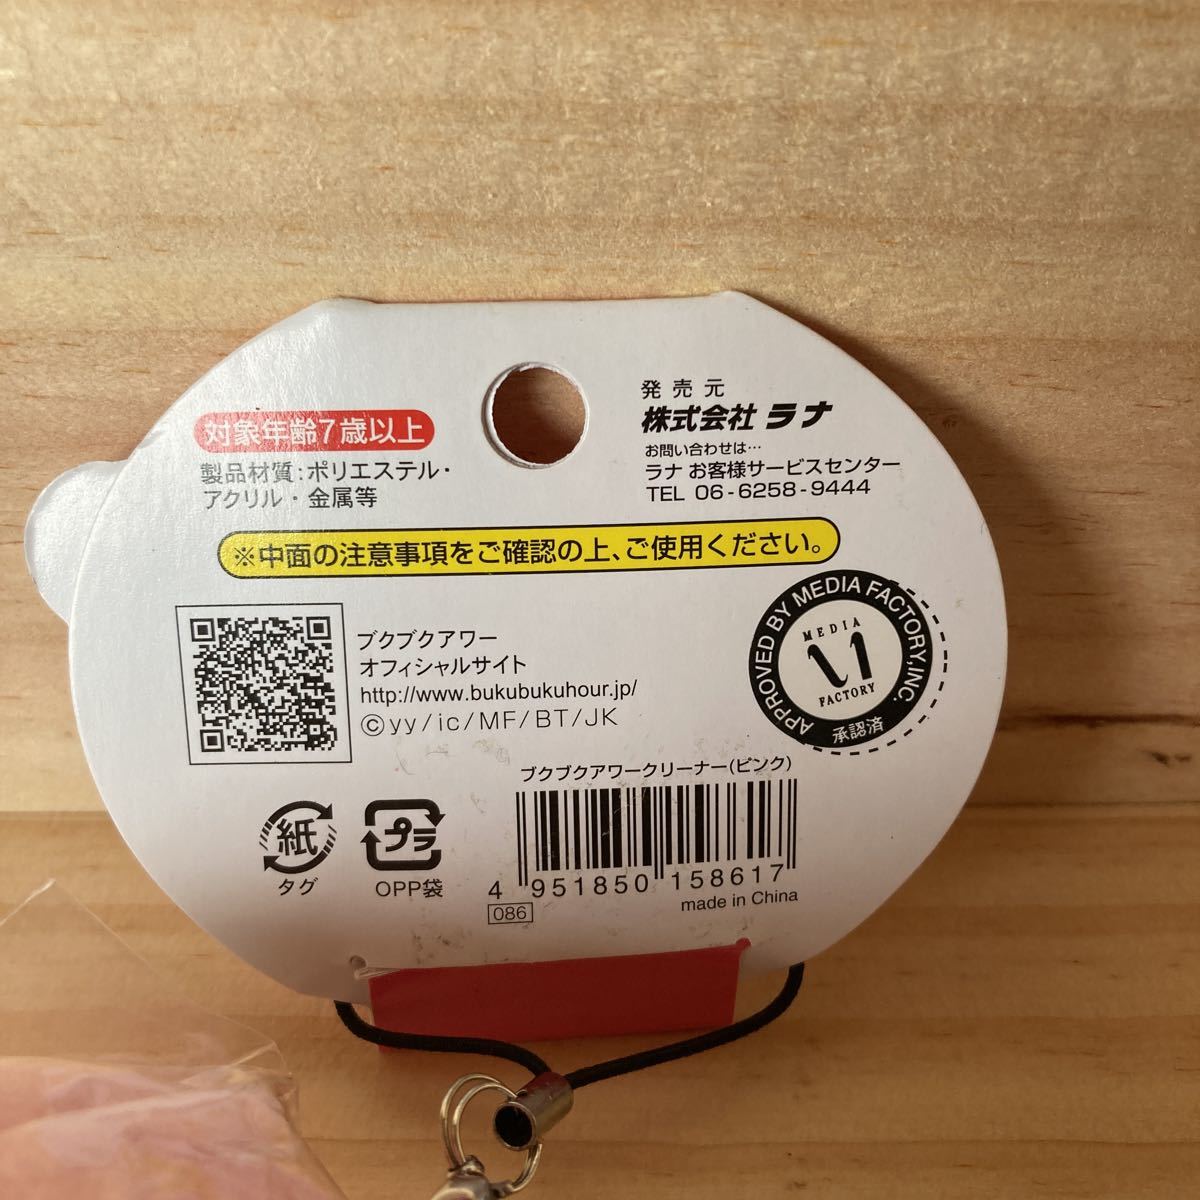 対象年齢7歳以上
製品材質:ポリエステル・
アクリル・金属等
発売元
株式会社 ラナ
お問い合わせは…
ラナ お客様サービスセンター
TEL 06-6258-9444
※中面の注意事項をご確認の上、ご使用ください。
ブクブクアワー
オフィシャルサイト
http://www.bukubukuhour.jp/
©yy/ic/MF/BT/JK
APPROVED BY MEDIA FACTORY,INC.
MEDIA
FACTORY
承認済
ブクブクアワークリーナー(ピンク)
4 951850 158617
086
made in China
紙
タグ
プラ
OPP袋